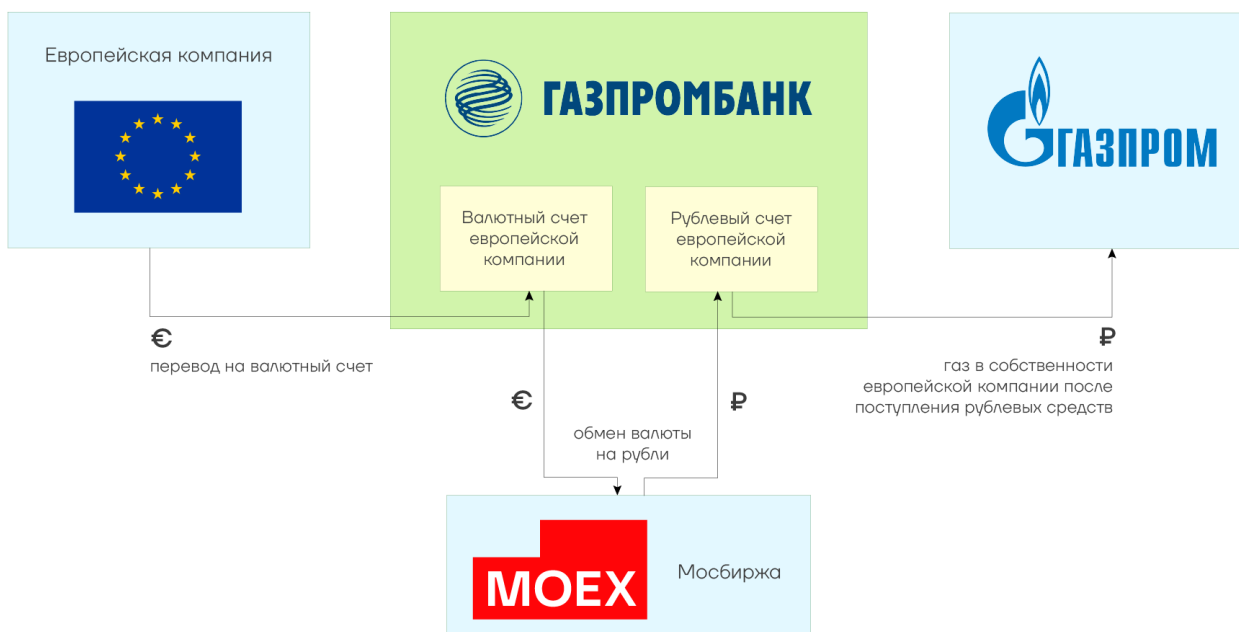 Европейская компания
ГАЗПРОМБАНК
ГАЗПРОМ
Валютный счет
европейской
компании
Рублевый счет
европейской
компании
€
перевод на валютный счет
₽
газ в собственности
европейской компании после
поступления рублевых средств
€
₽
обмен валюты
на рубли
MOEX
Мосбиржа